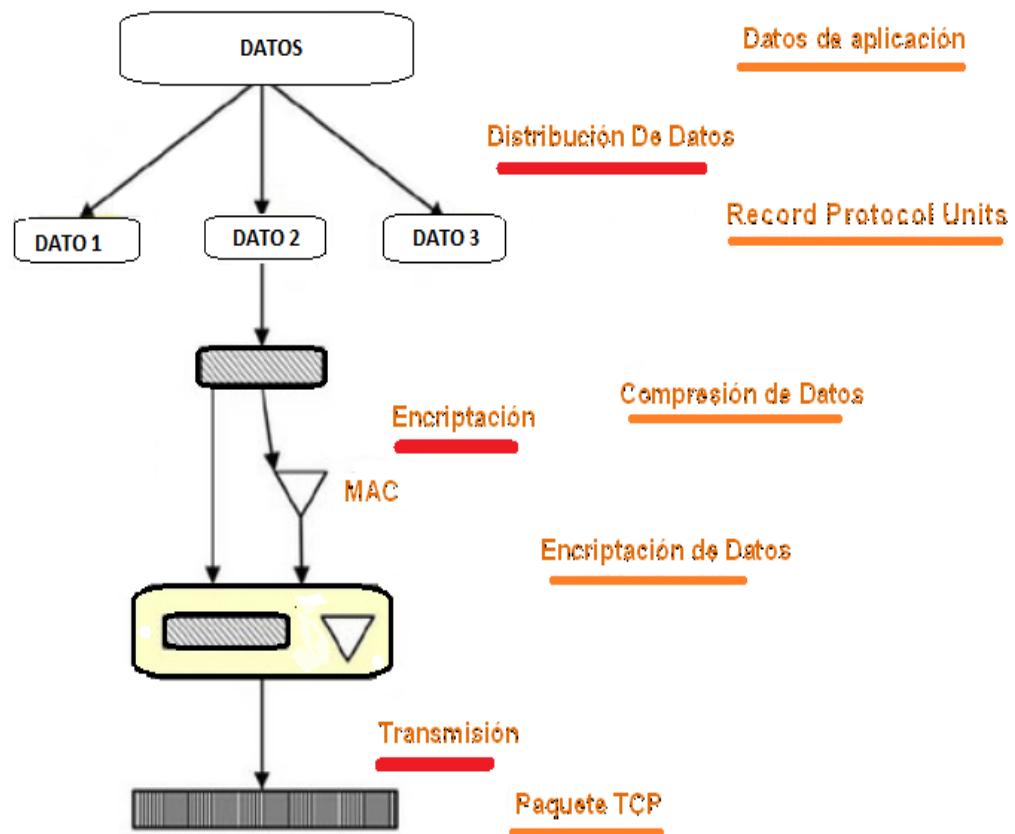 DATOS
Datos de aplicación
Distribución De Datos
Record Protocol Units
DATO 1
DATO 2
DATO 3
Compresión de Datos
Encriptación
MAC
Encriptación de Datos
Transmisión
Paquete TCP